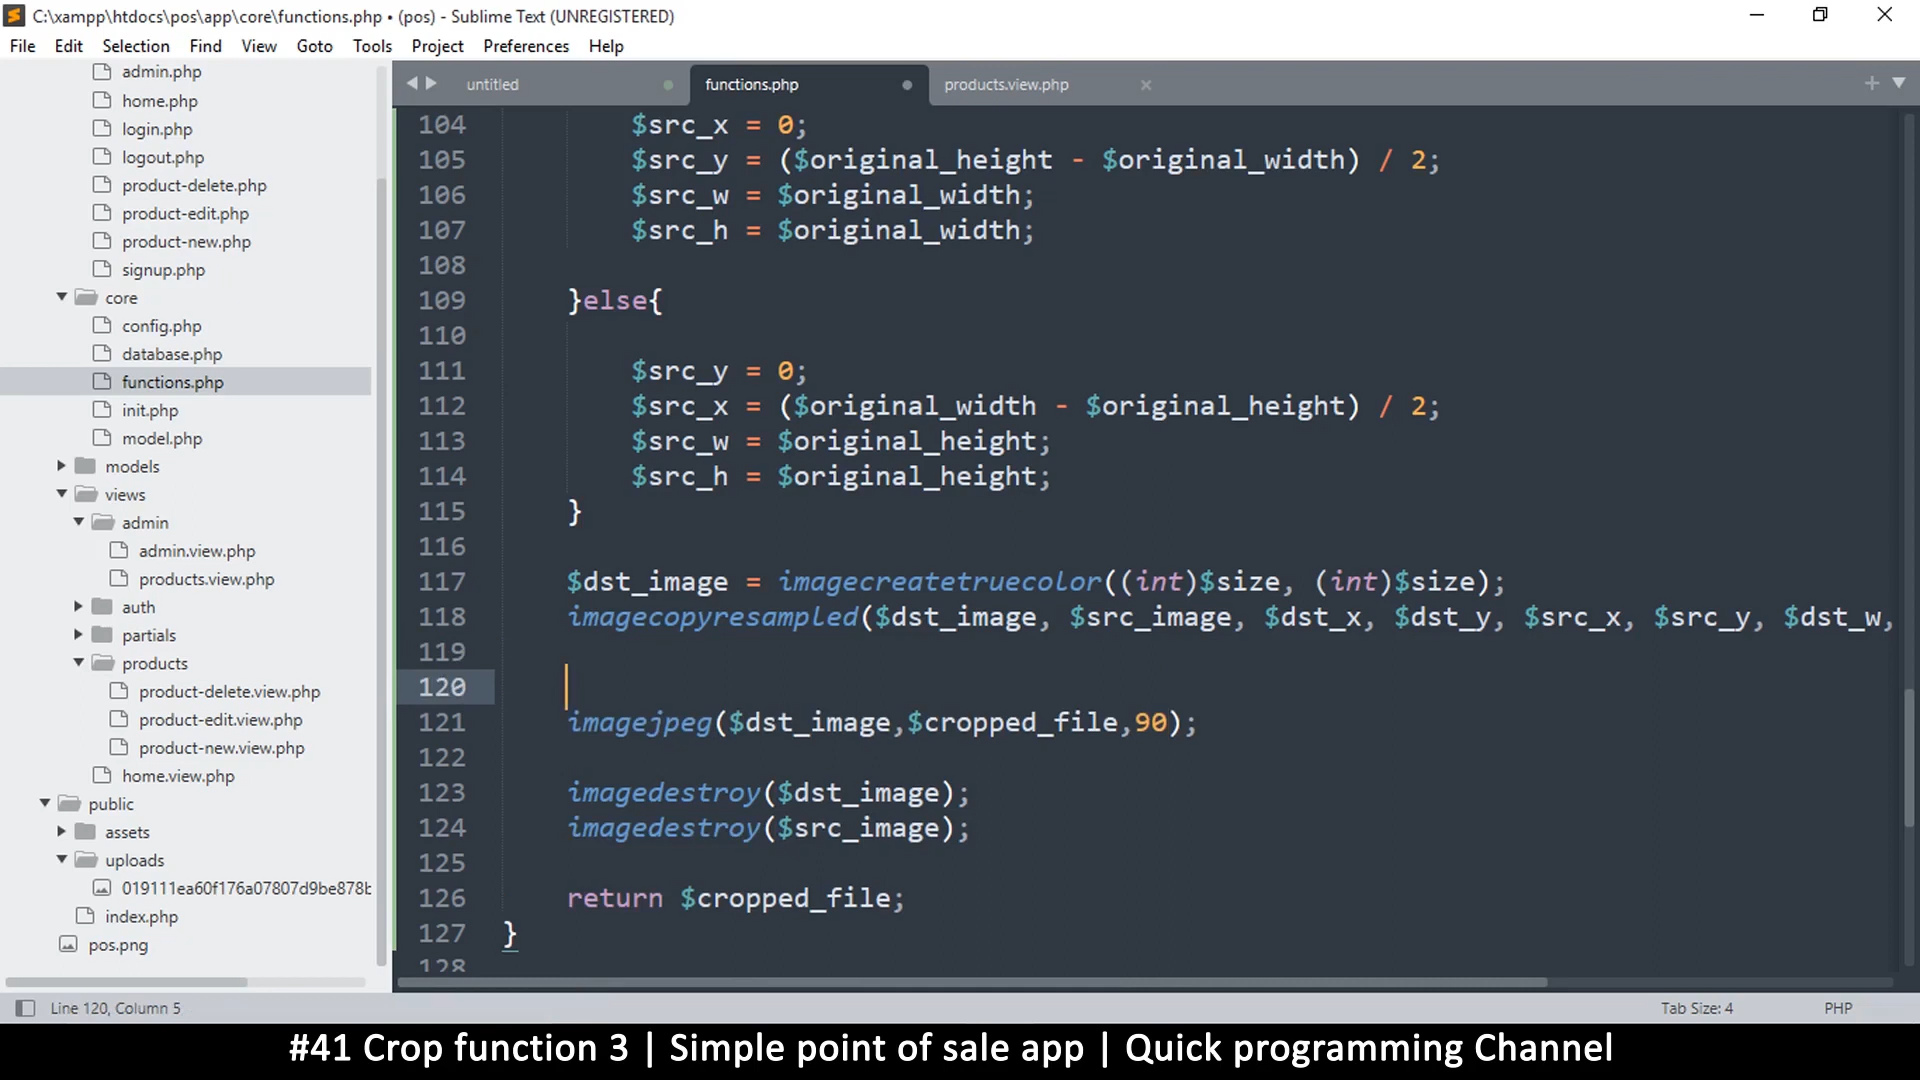 C:\xampp\htdocs\pos\app\core\functions.php • (pos) - Sublime Text (UNREGISTERED)
File Edit Selection Find View Goto Tools Project Preferences Help
admin.php
home.php
login.php
logout.php
product-delete.php
product-edit.php
product-new.php
signup.php
core
config.php
database.php
functions.php
init.php
model.php
models
views
admin
admin.view.php
products.view.php
auth
partials
products
product-delete.view.php
product-edit.view.php
product-new.view.php
home.view.php
public
assets
uploads
019111ea60f176a07807d9be878b
index.php
pos.png
untitled functions.php products.view.php
104 $src_x = 0;
105 $src_y = ($original_height - $original_width) / 2;
106 $src_w = $original_width;
107 $src_h = $original_width;
108
109 }else{
110
111 $src_y = 0;
112 $src_x = ($original_width - $original_height) / 2;
113 $src_w = $original_height;
114 $src_h = $original_height;
115 }
116
117 $dst_image = imagecreatetruecolor((int)$size, (int)$size);
118 imagecopyresampled($dst_image, $src_image, $dst_x, $dst_y, $src_x, $src_y, $dst_w,
119
120
121 imagejpeg($dst_image,$cropped_file,90);
122
123 imagedestroy($dst_image);
124 imagedestroy($src_image);
125
126 return $cropped_file;
127 }
128
Line 120, Column 5 Tab Size: 4 PHP
#41 Crop function 3 | Simple point of sale app | Quick programming Channel